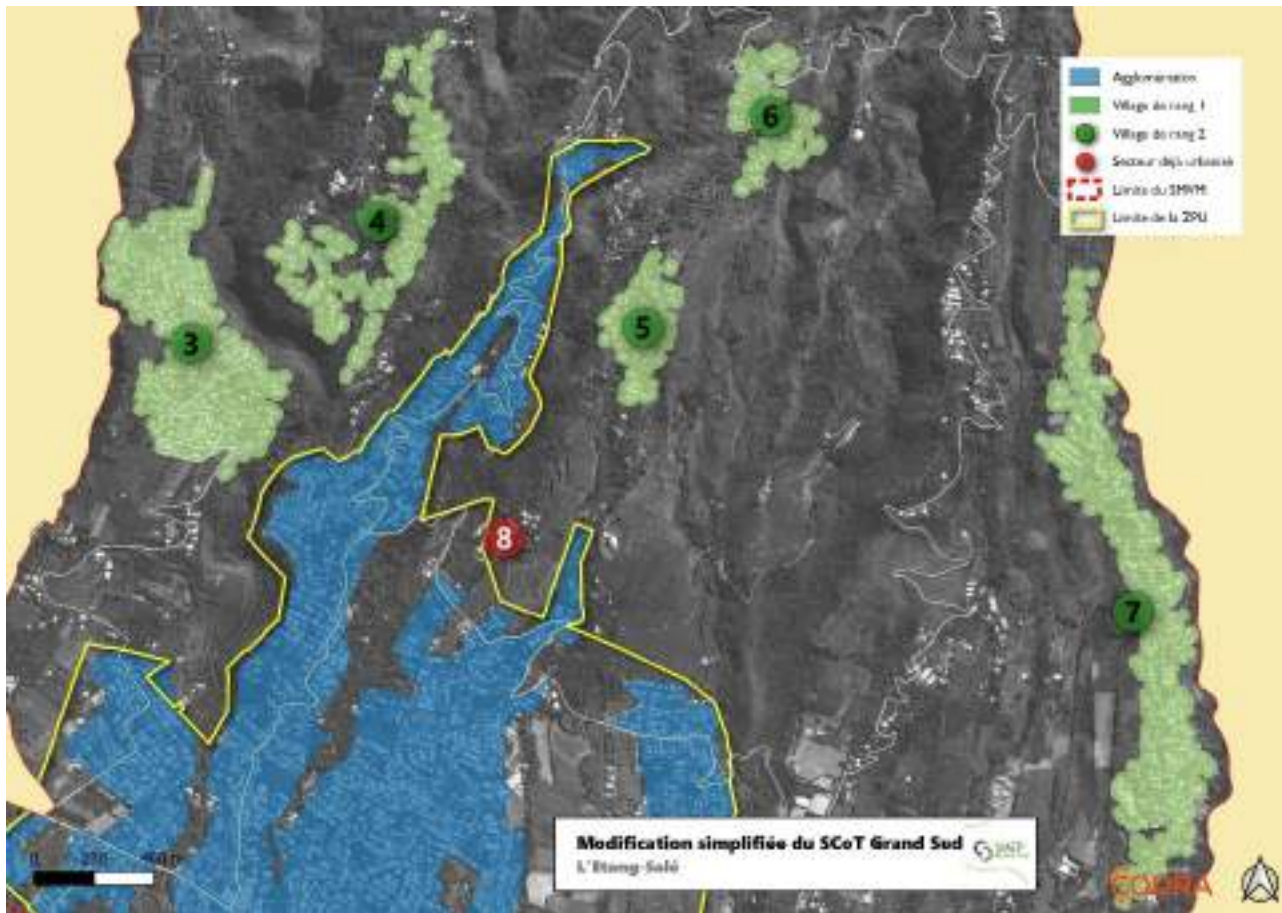 Agglomération
Village de rang 1
Village de rang 2
Secteur déjà urbanisé
Limite du SMVM
Limite de la ZPU
6
4
3
5
8
7
0
Modification simplifiée du SCoT Grand Sud
L'Etang-Salé
CODRA